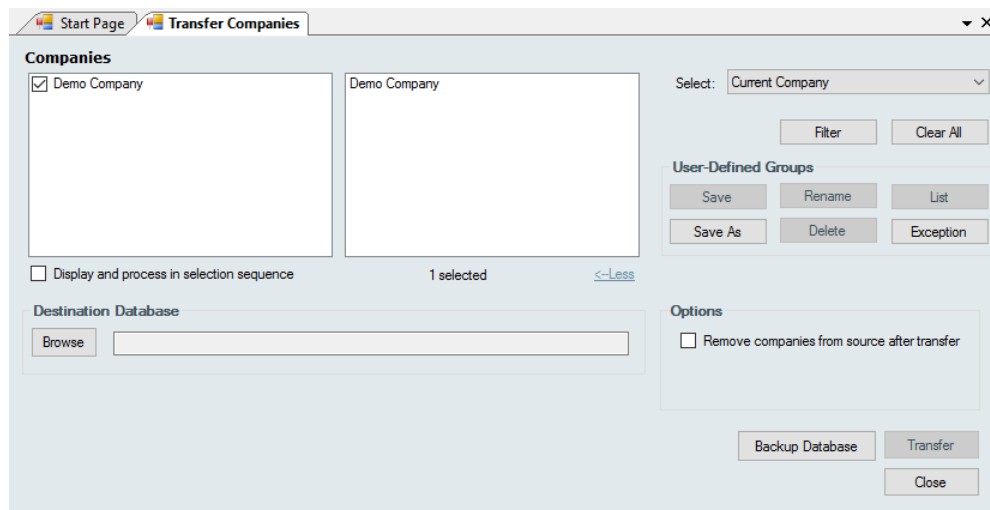 Start Page
Transfer Companies
Companies
Demo Company
Demo Company
Select: Current Company
Filter
Clear All
User-Defined Groups
Save
Rename
List
Save As
Delete
Exception
Display and process in selection sequence
1 selected
<--Less
Destination Database
Browse
Options
Remove companies from source after transfer
Backup Database
Transfer
Close